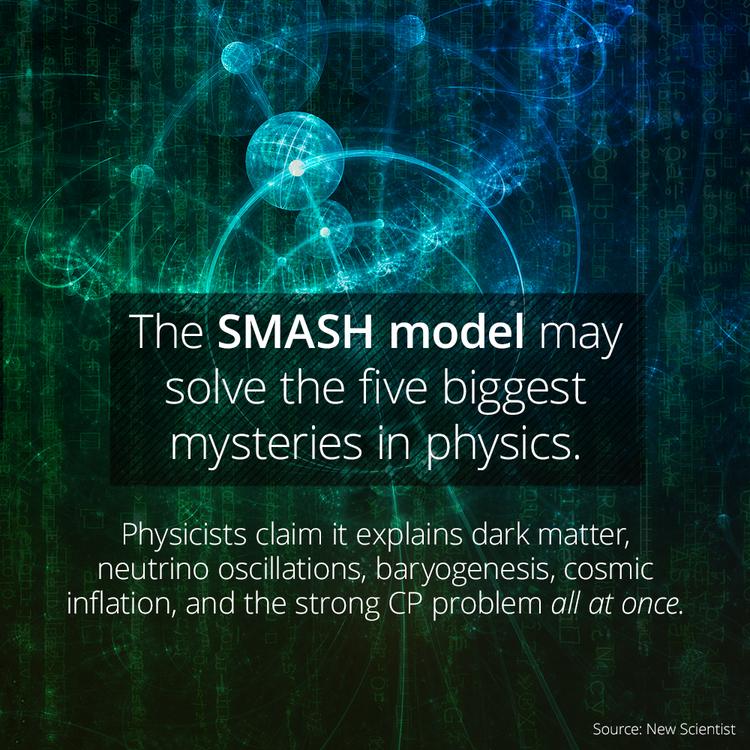 The SMASH model may
solve the five biggest
mysteries in physics.
Physicists claim it explains dark matter,
neutrino oscillations, baryogenesis, cosmic
inflation, and the strong CP problem all at once.
Source: New Scientist